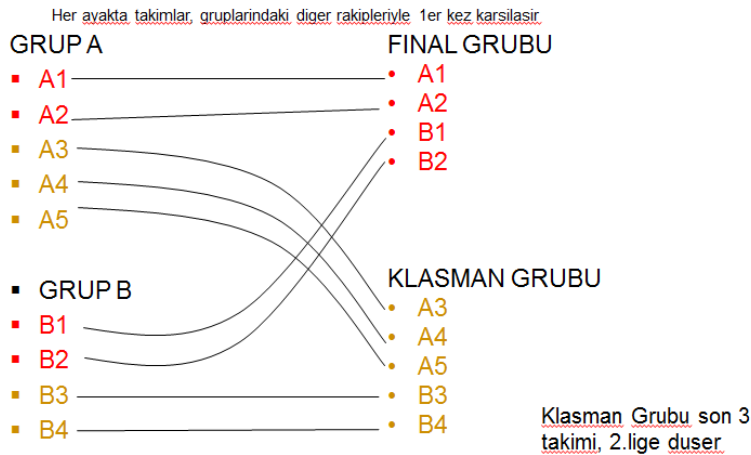 Her ayakta takimlar, gruplarindaki diger rakipleriyle 1er kez karsilasir
GRUP A
▪ A1
▪ A2
▪ A3
▪ A4
▪ A5
▪ GRUP B
▪ B1
▪ B2
▪ B3
▪ B4
FINAL GRUBU
• A1
• A2
• B1
• B2
KLASMAN GRUBU
• A3
• A4
• A5
• B3
• B4
Klasman Grubu son 3
takimi, 2.lige duser